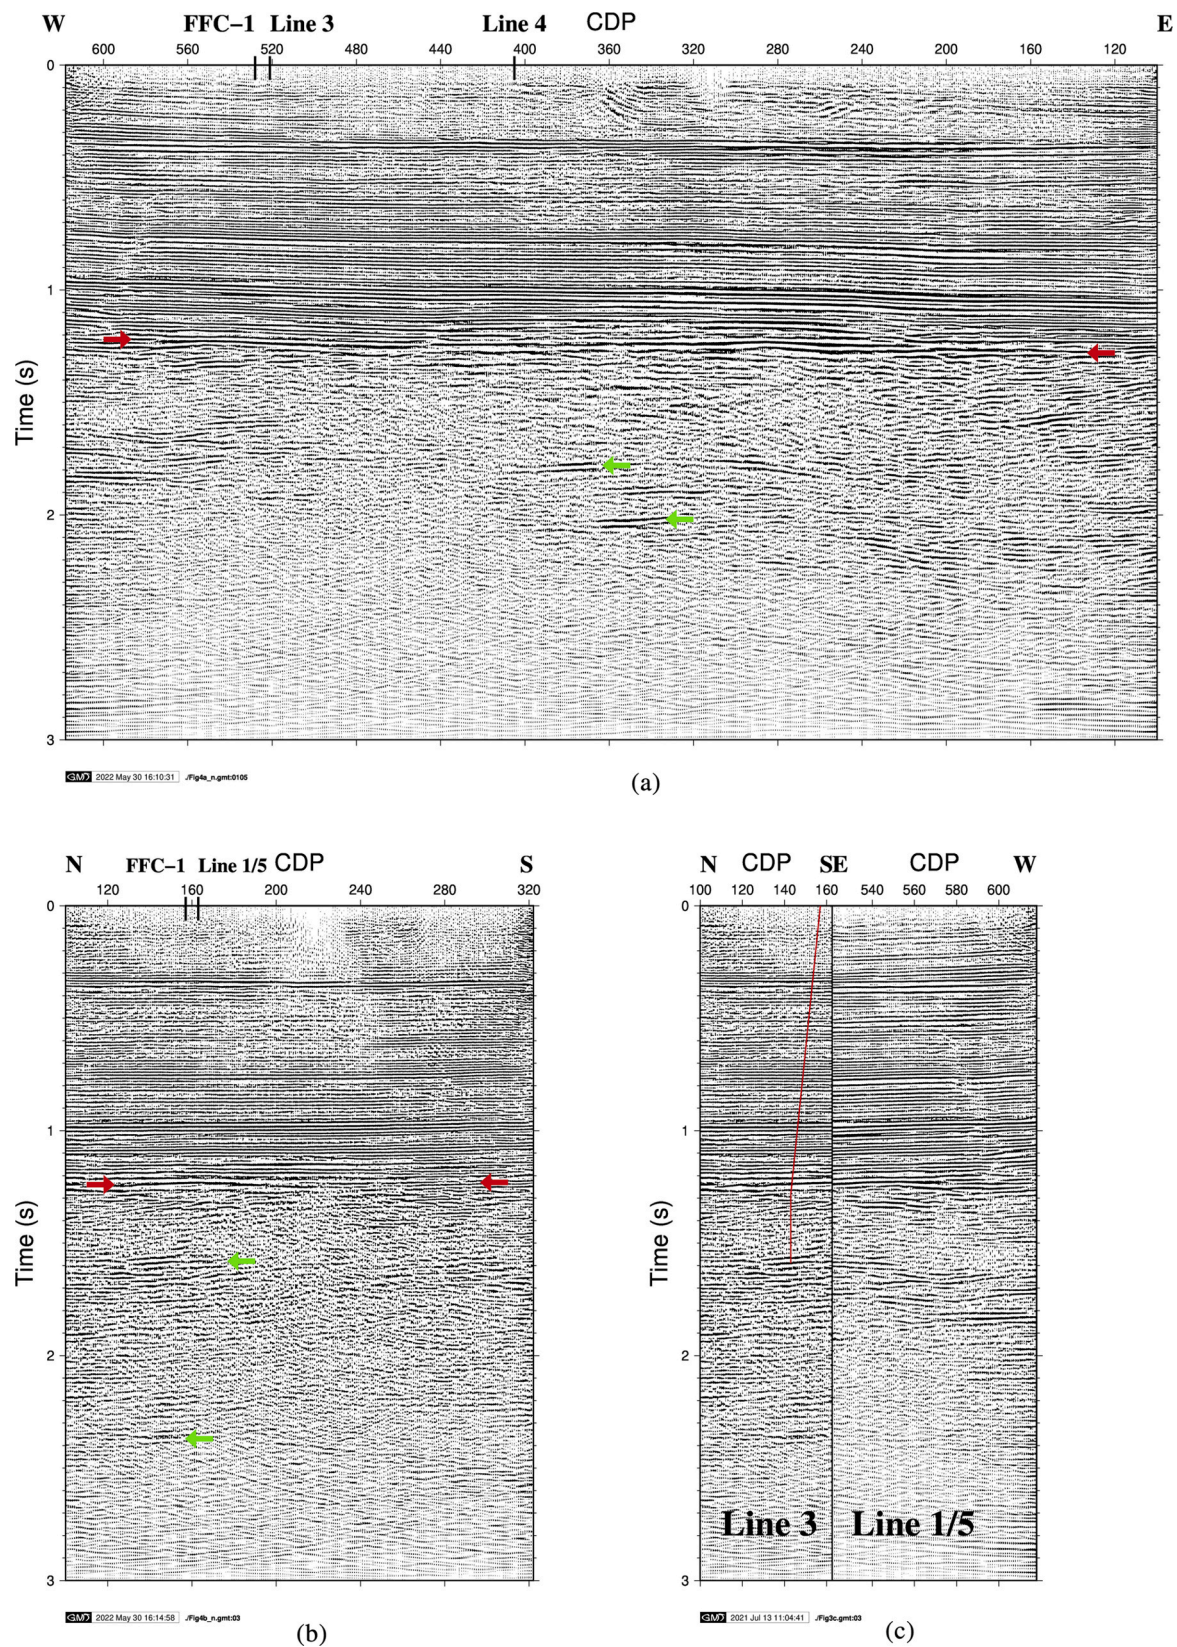 W FFC-1 Line 3 Line 4 CDP E
600 560 520 480 440 400 360 320 280 240 200 160 120
0
1
Time (s)
2
3
GMD 2022 May 30 16:10:31 ./Fig4a_n.gmt:0105
(a)
N FFC-1 Line 1/5 CDP S
120 160 200 240 280 320
0
1
Time (s)
2
3
GMD 2022 May 30 16:14:58 ./Fig4b_n.gmt:03
(b)
N CDP SE CDP W
100 120 140 160 540 560 580 600
0
1
Time (s)
2
Line 3 Line 1/5
3
GMD 2021 Jul 13 11:04:41 ./Fig3c.gmt:03
(c)